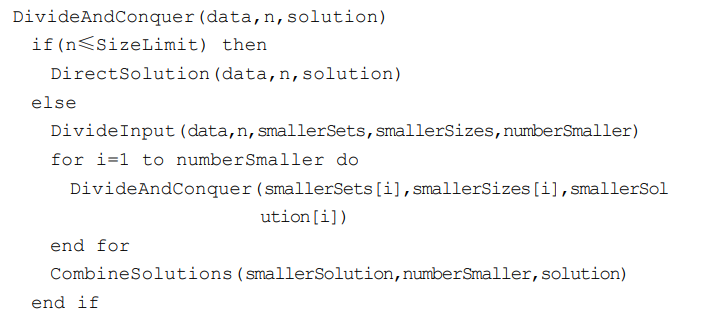 DivideAndConquer(data,n,solution)
if(n⩽SizeLimit) then
DirectSolution(data,n,solution)
else
DivideInput(data,n,smallerSets,smallerSizes,numberSmaller)
for i=1 to numberSmaller do
DivideAndConquer(smallerSets[i],smallerSizes[i],smallerSol
ution[i])
end for
CombineSolutions(smallerSolution,numberSmaller,solution)
end if